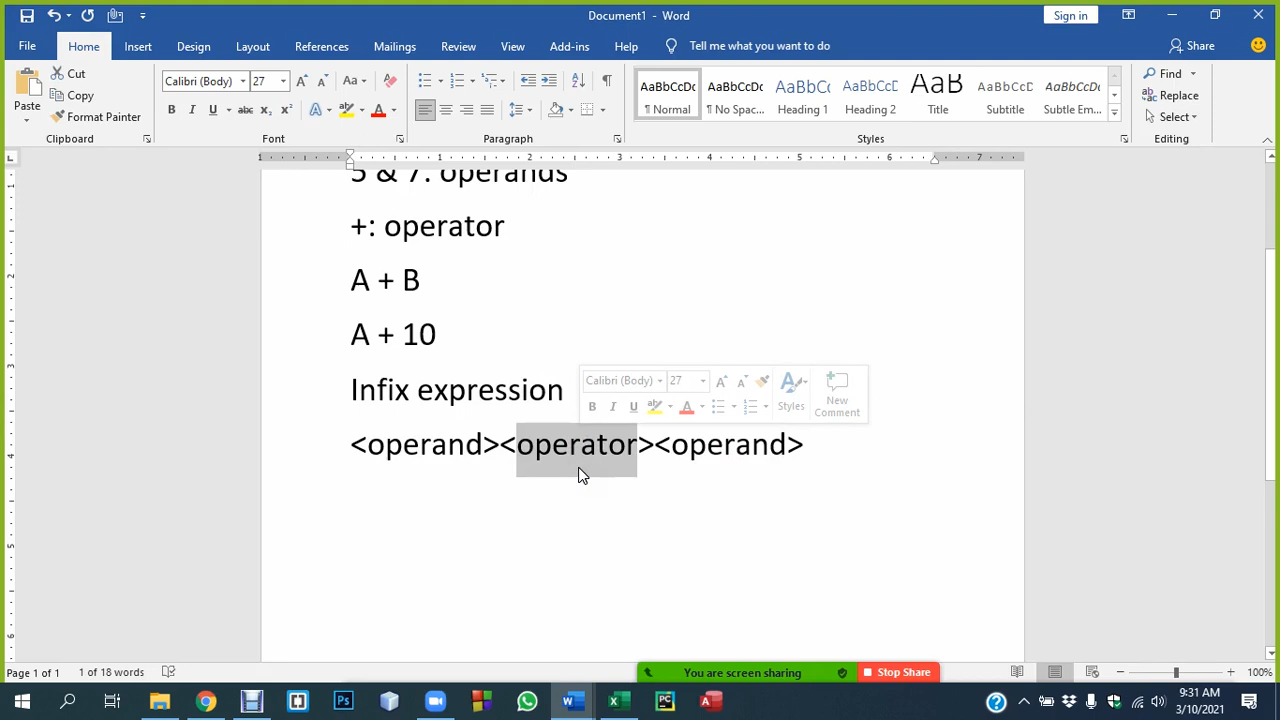 Document1 - Word
Sign in
File
Home
Insert
Design
Layout
References
Mailings
Review
View
Add-ins
Help
Tell me what you want to do
Share
Paste
Cut
Copy
Format Painter
Clipboard
Calibri (Body)
27
Font
Paragraph
AaBbCcDc
¶ Normal
AaBbCcDc
¶ No Spac...
AaBbCc
Heading 1
AaBbCcD
Heading 2
AaB
Title
AaBbCcD
Subtitle
AaBbCcDc
Subtle Em...
Styles
Find
Replace
Select
Editing
5 & 7: operands
+: operator
A + B
A + 10
Infix expression
<operand><operator><operand>
Calibri (Body)
27
Styles
New
Comment
Page 1 of 1
1 of 18 words
You are screen sharing
Stop Share
100%
9:31 AM
3/10/2021